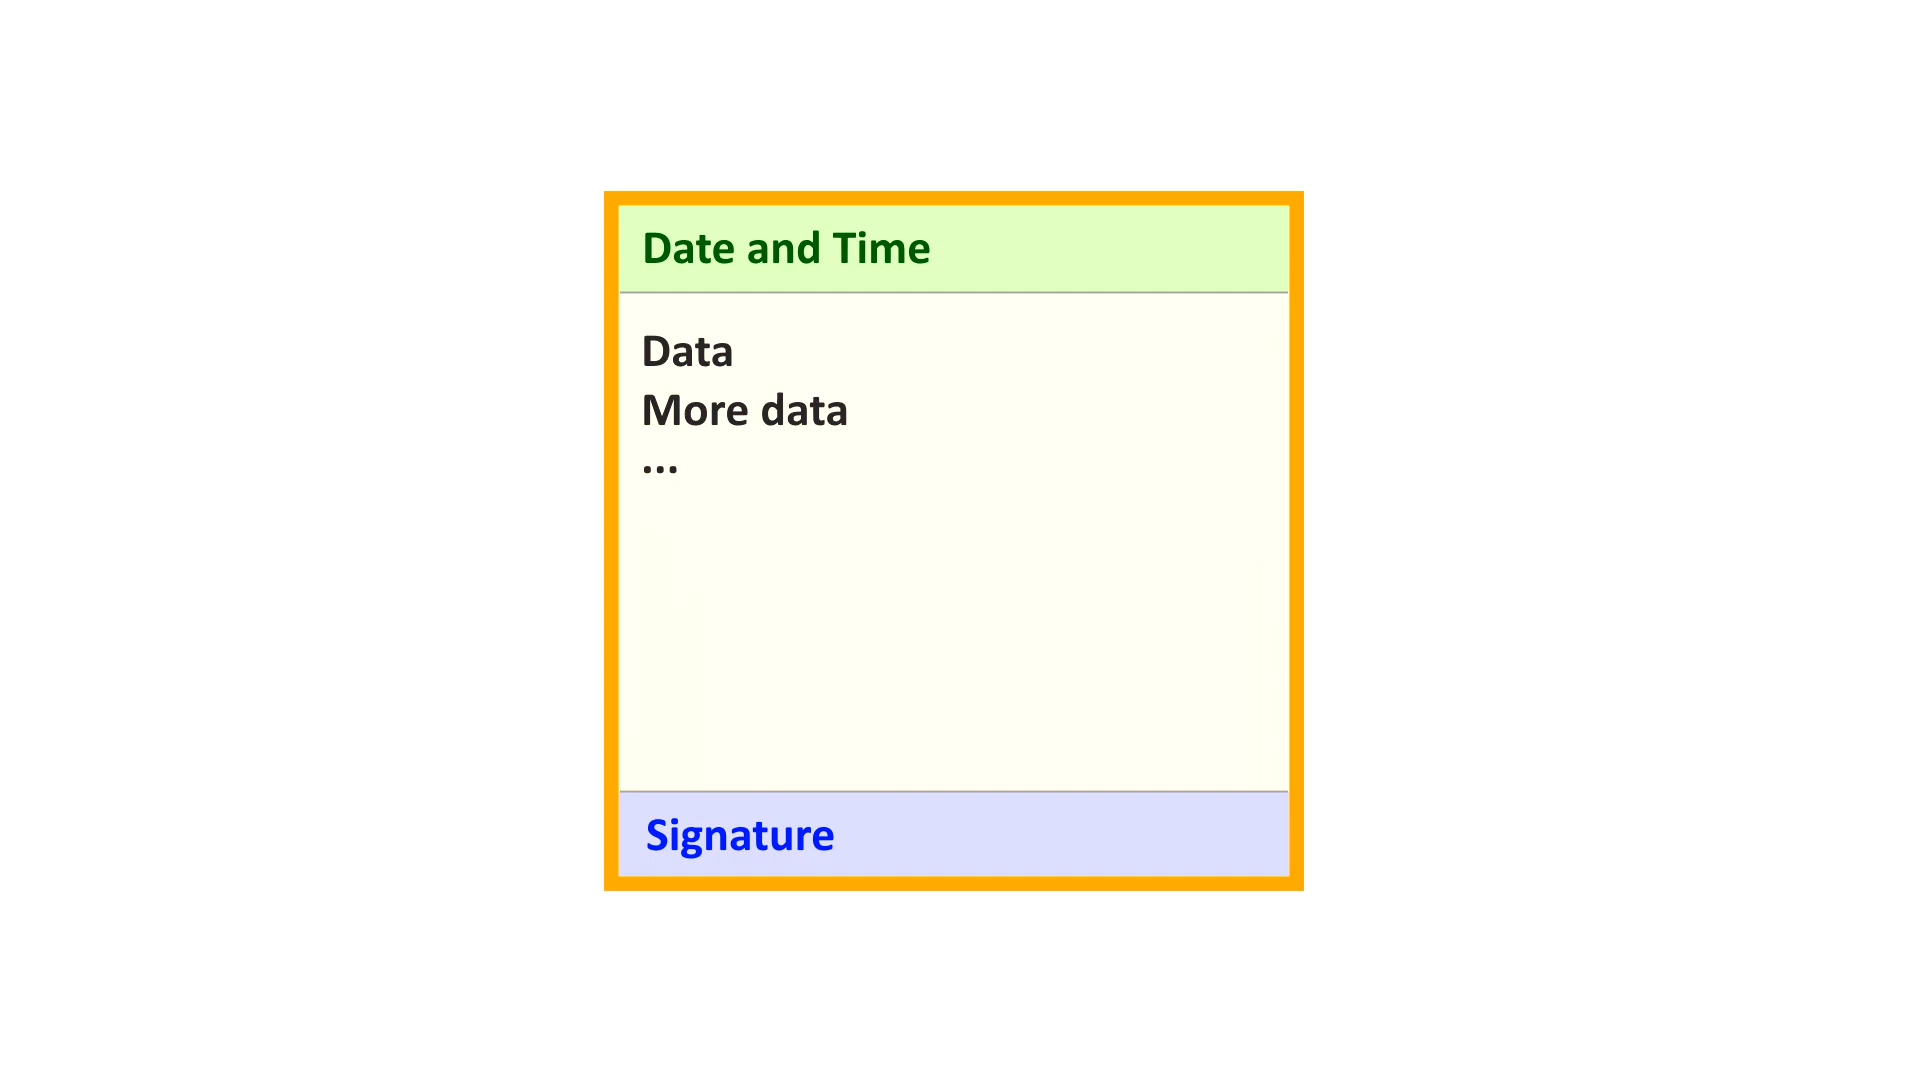 Date and Time
Data
More data
...
Signature